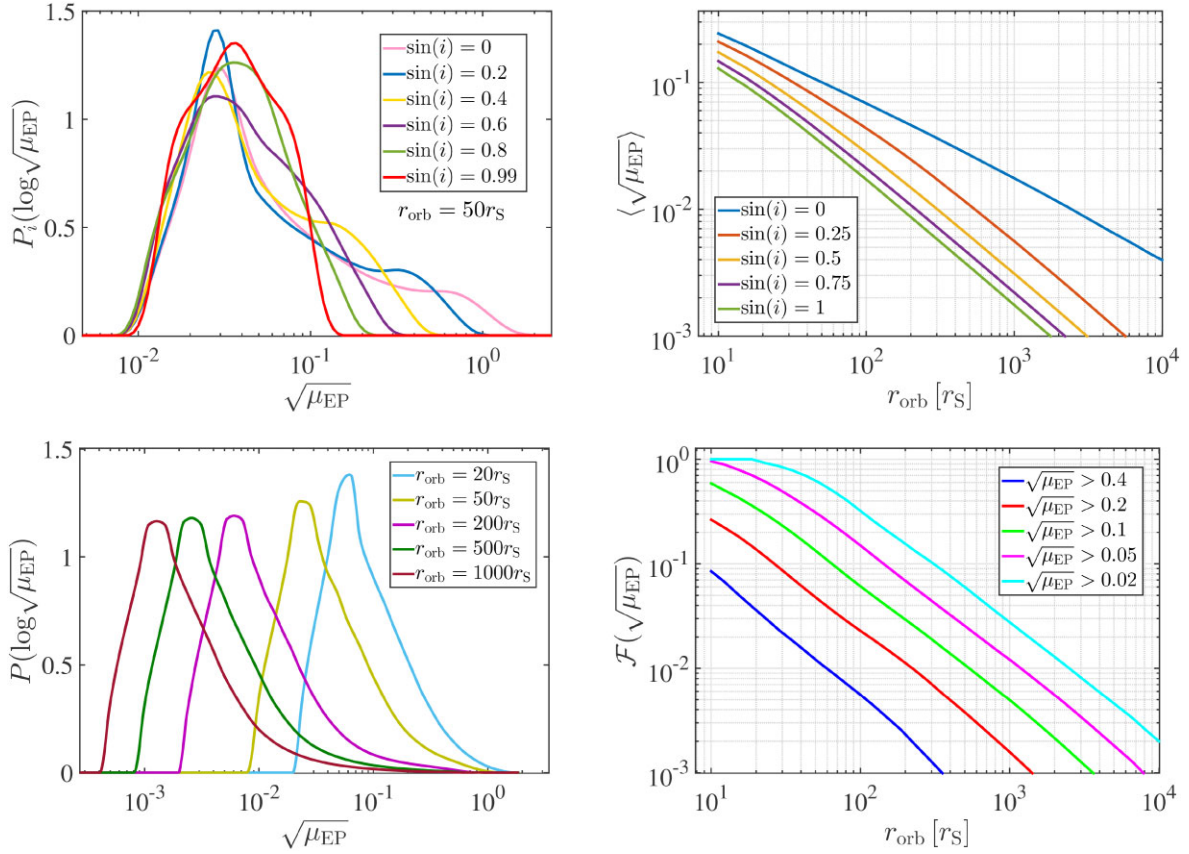 1.5
1
0.5
0
P_i(log√μ_EP)
sin(i) = 0
sin(i) = 0.2
sin(i) = 0.4
sin(i) = 0.6
sin(i) = 0.8
sin(i) = 0.99
r_orb = 50r_S
10^-2 10^-1 10^0
√μ_EP
10^-1
10^-2
10^-3
⟨√μ_EP⟩
sin(i) = 0
sin(i) = 0.25
sin(i) = 0.5
sin(i) = 0.75
sin(i) = 1
10^1 10^2 10^3 10^4
r_orb [r_S]
1.5
1
0.5
0
P(log√μ_EP)
r_orb = 20r_S
r_orb = 50r_S
r_orb = 200r_S
r_orb = 500r_S
r_orb = 1000r_S
10^-3 10^-2 10^-1 10^0
√μ_EP
10^0
10^-1
10^-2
10^-3
F(√μ_EP)
√μ_EP > 0.4
√μ_EP > 0.2
√μ_EP > 0.1
√μ_EP > 0.05
√μ_EP > 0.02
10^1 10^2 10^3 10^4
r_orb [r_S]